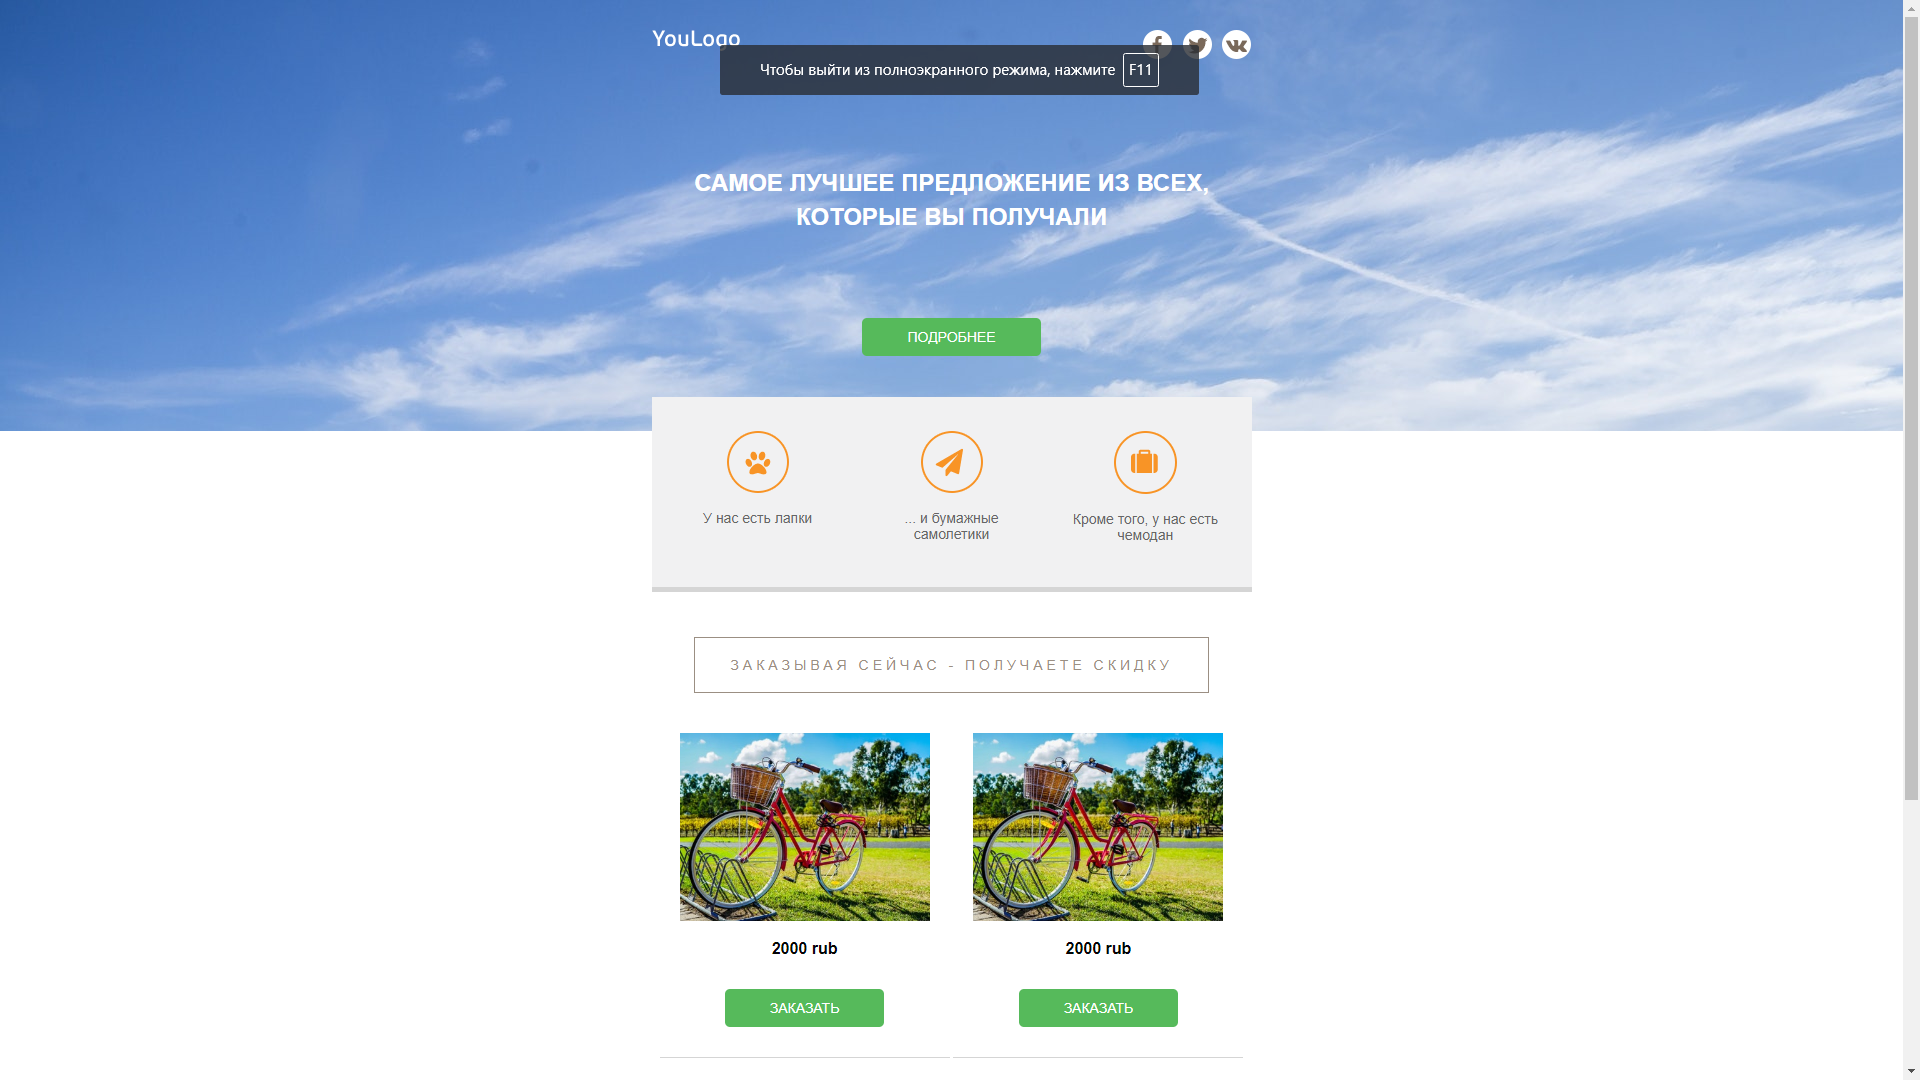 YouLogo
Чтобы выйти из полноэкранного режима, нажмите F11
САМОЕ ЛУЧШЕЕ ПРЕДЛОЖЕНИЕ ИЗ ВСЕХ,
КОТОРЫЕ ВЫ ПОЛУЧАЛИ
ПОДРОБНЕЕ
У нас есть лапки
... и бумажные
самолетики
Кроме того, у нас есть
чемодан
ЗАКАЗЫВАЯ СЕЙЧАС - ПОЛУЧАЕТЕ СКИДКУ
2000 rub
2000 rub
ЗАКАЗАТЬ
ЗАКАЗАТЬ